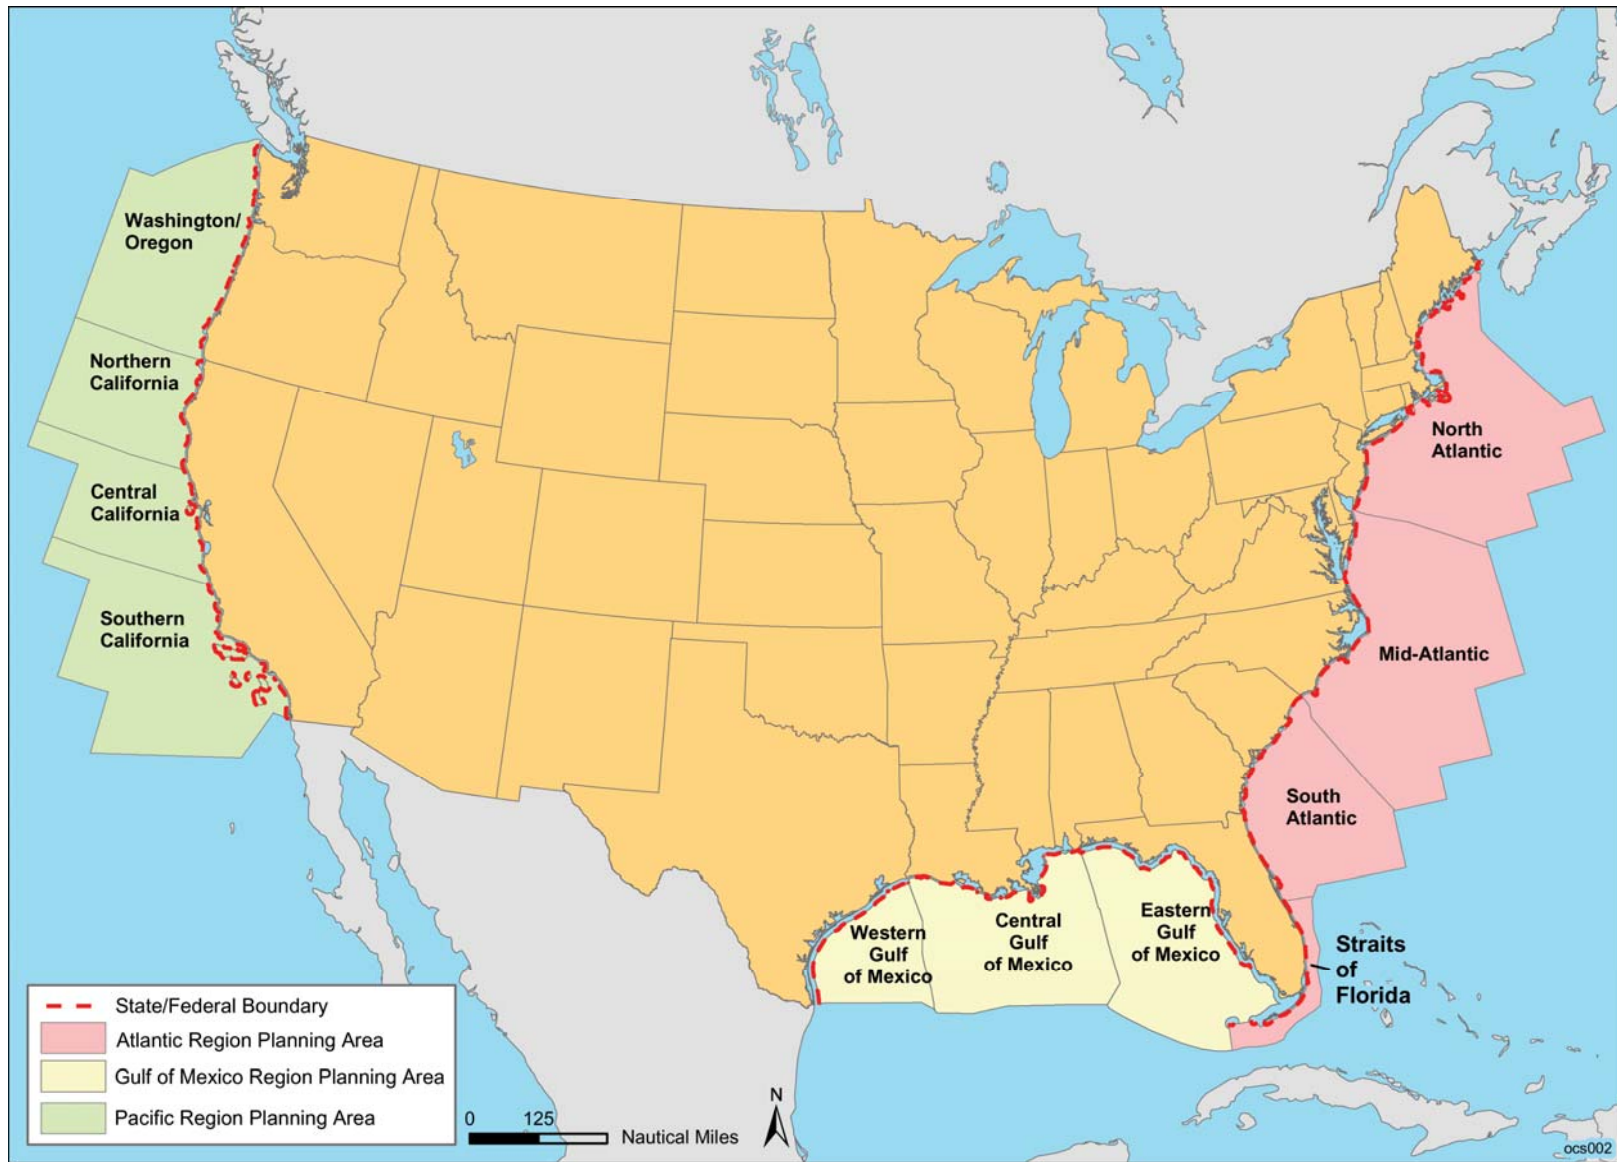 Washington/
Oregon
Northern
California
Central
California
Southern
California
North
Atlantic
Mid-Atlantic
South
Atlantic
Western
Gulf
of Mexico
Central
Gulf
of Mexico
Eastern
Gulf
of Mexico
Straits
of
Florida
State/Federal Boundary
Atlantic Region Planning Area
Gulf of Mexico Region Planning Area
Pacific Region Planning Area
0 125
Nautical Miles
N
ocs002